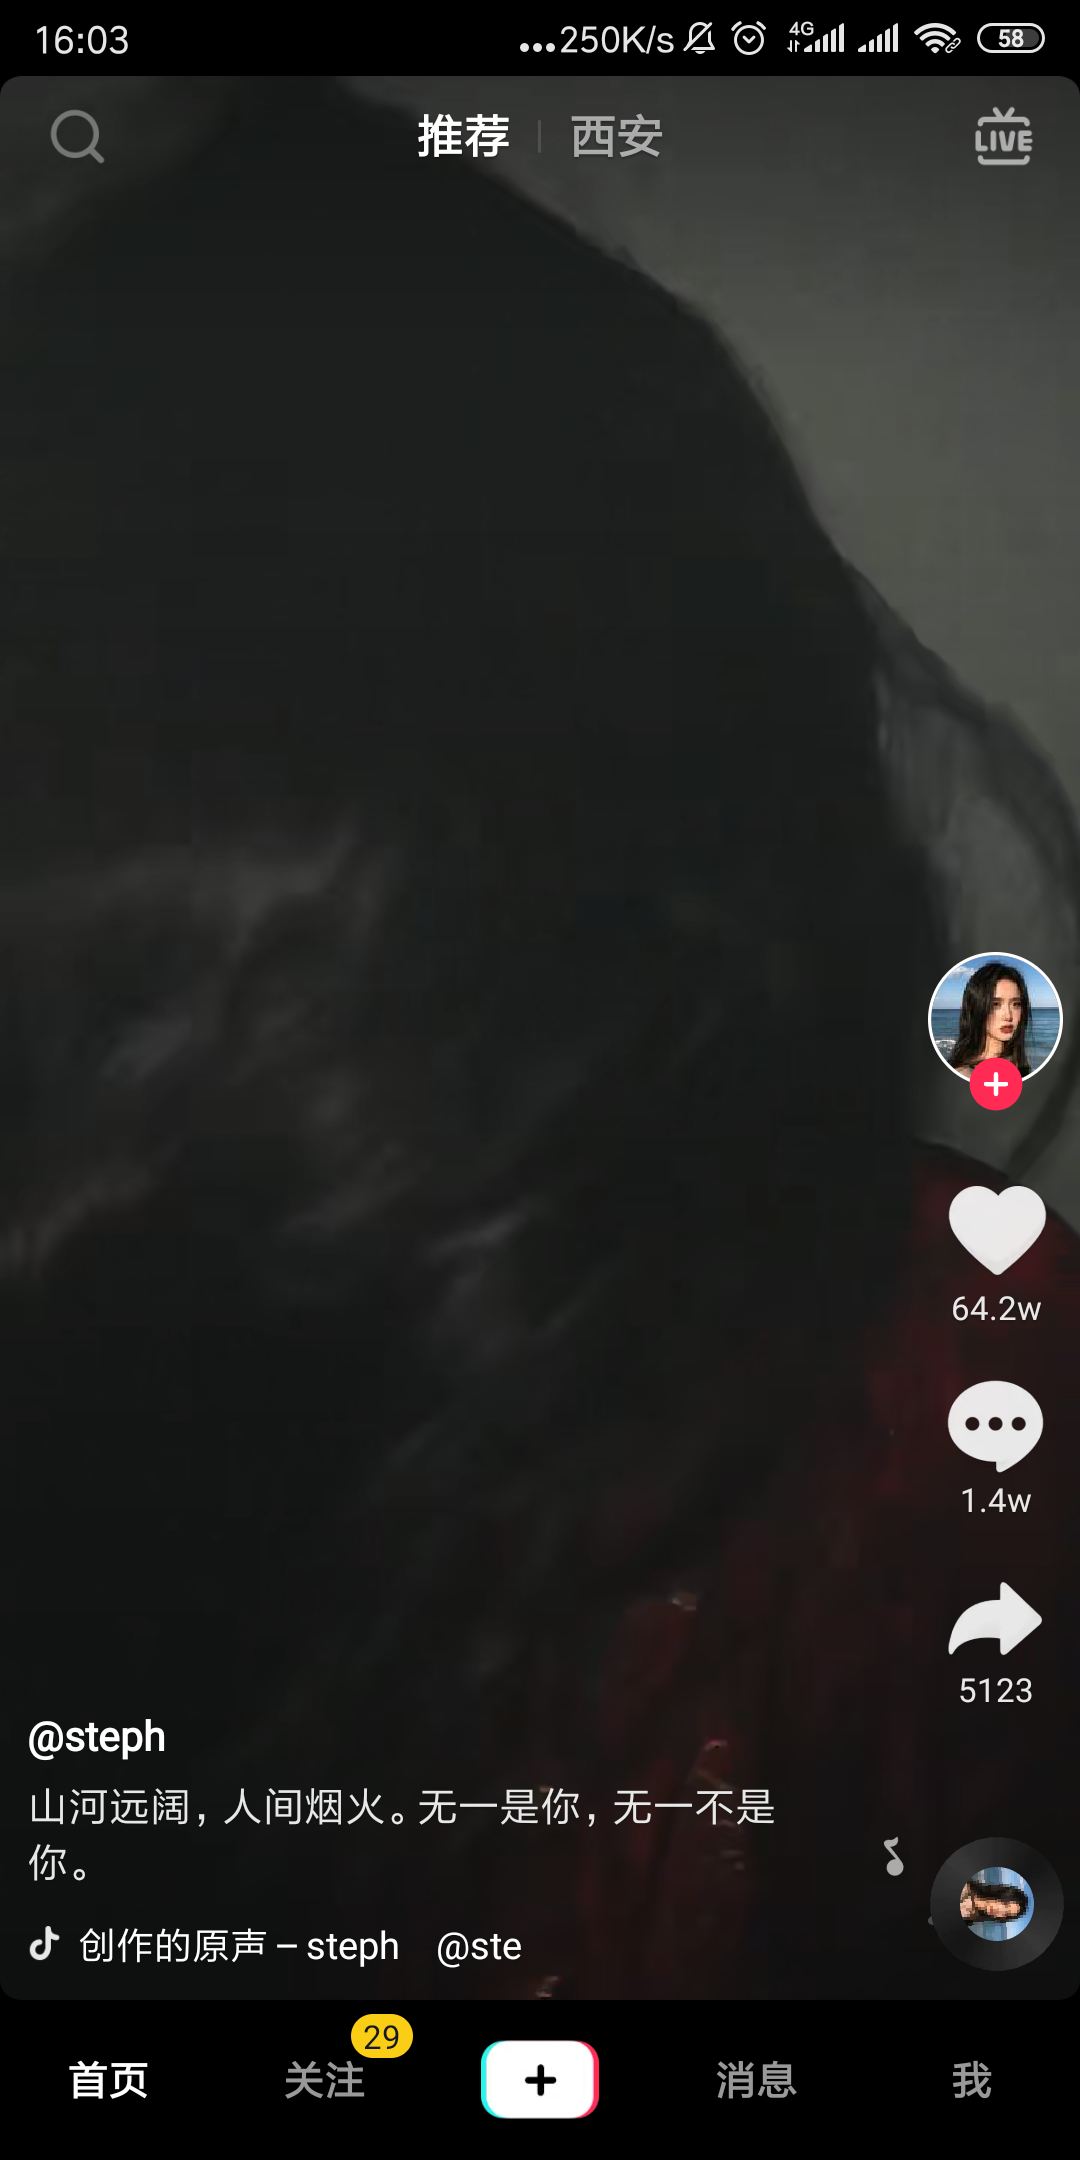 16:03
...250K/s
4G
58
推荐
西安
LIVE
64.2w
1.4w
5123
@steph
山河远阔，人间烟火。无一是你，无一不是
你。
创作的原声 – steph @ste
首页
关注
29
消息
我